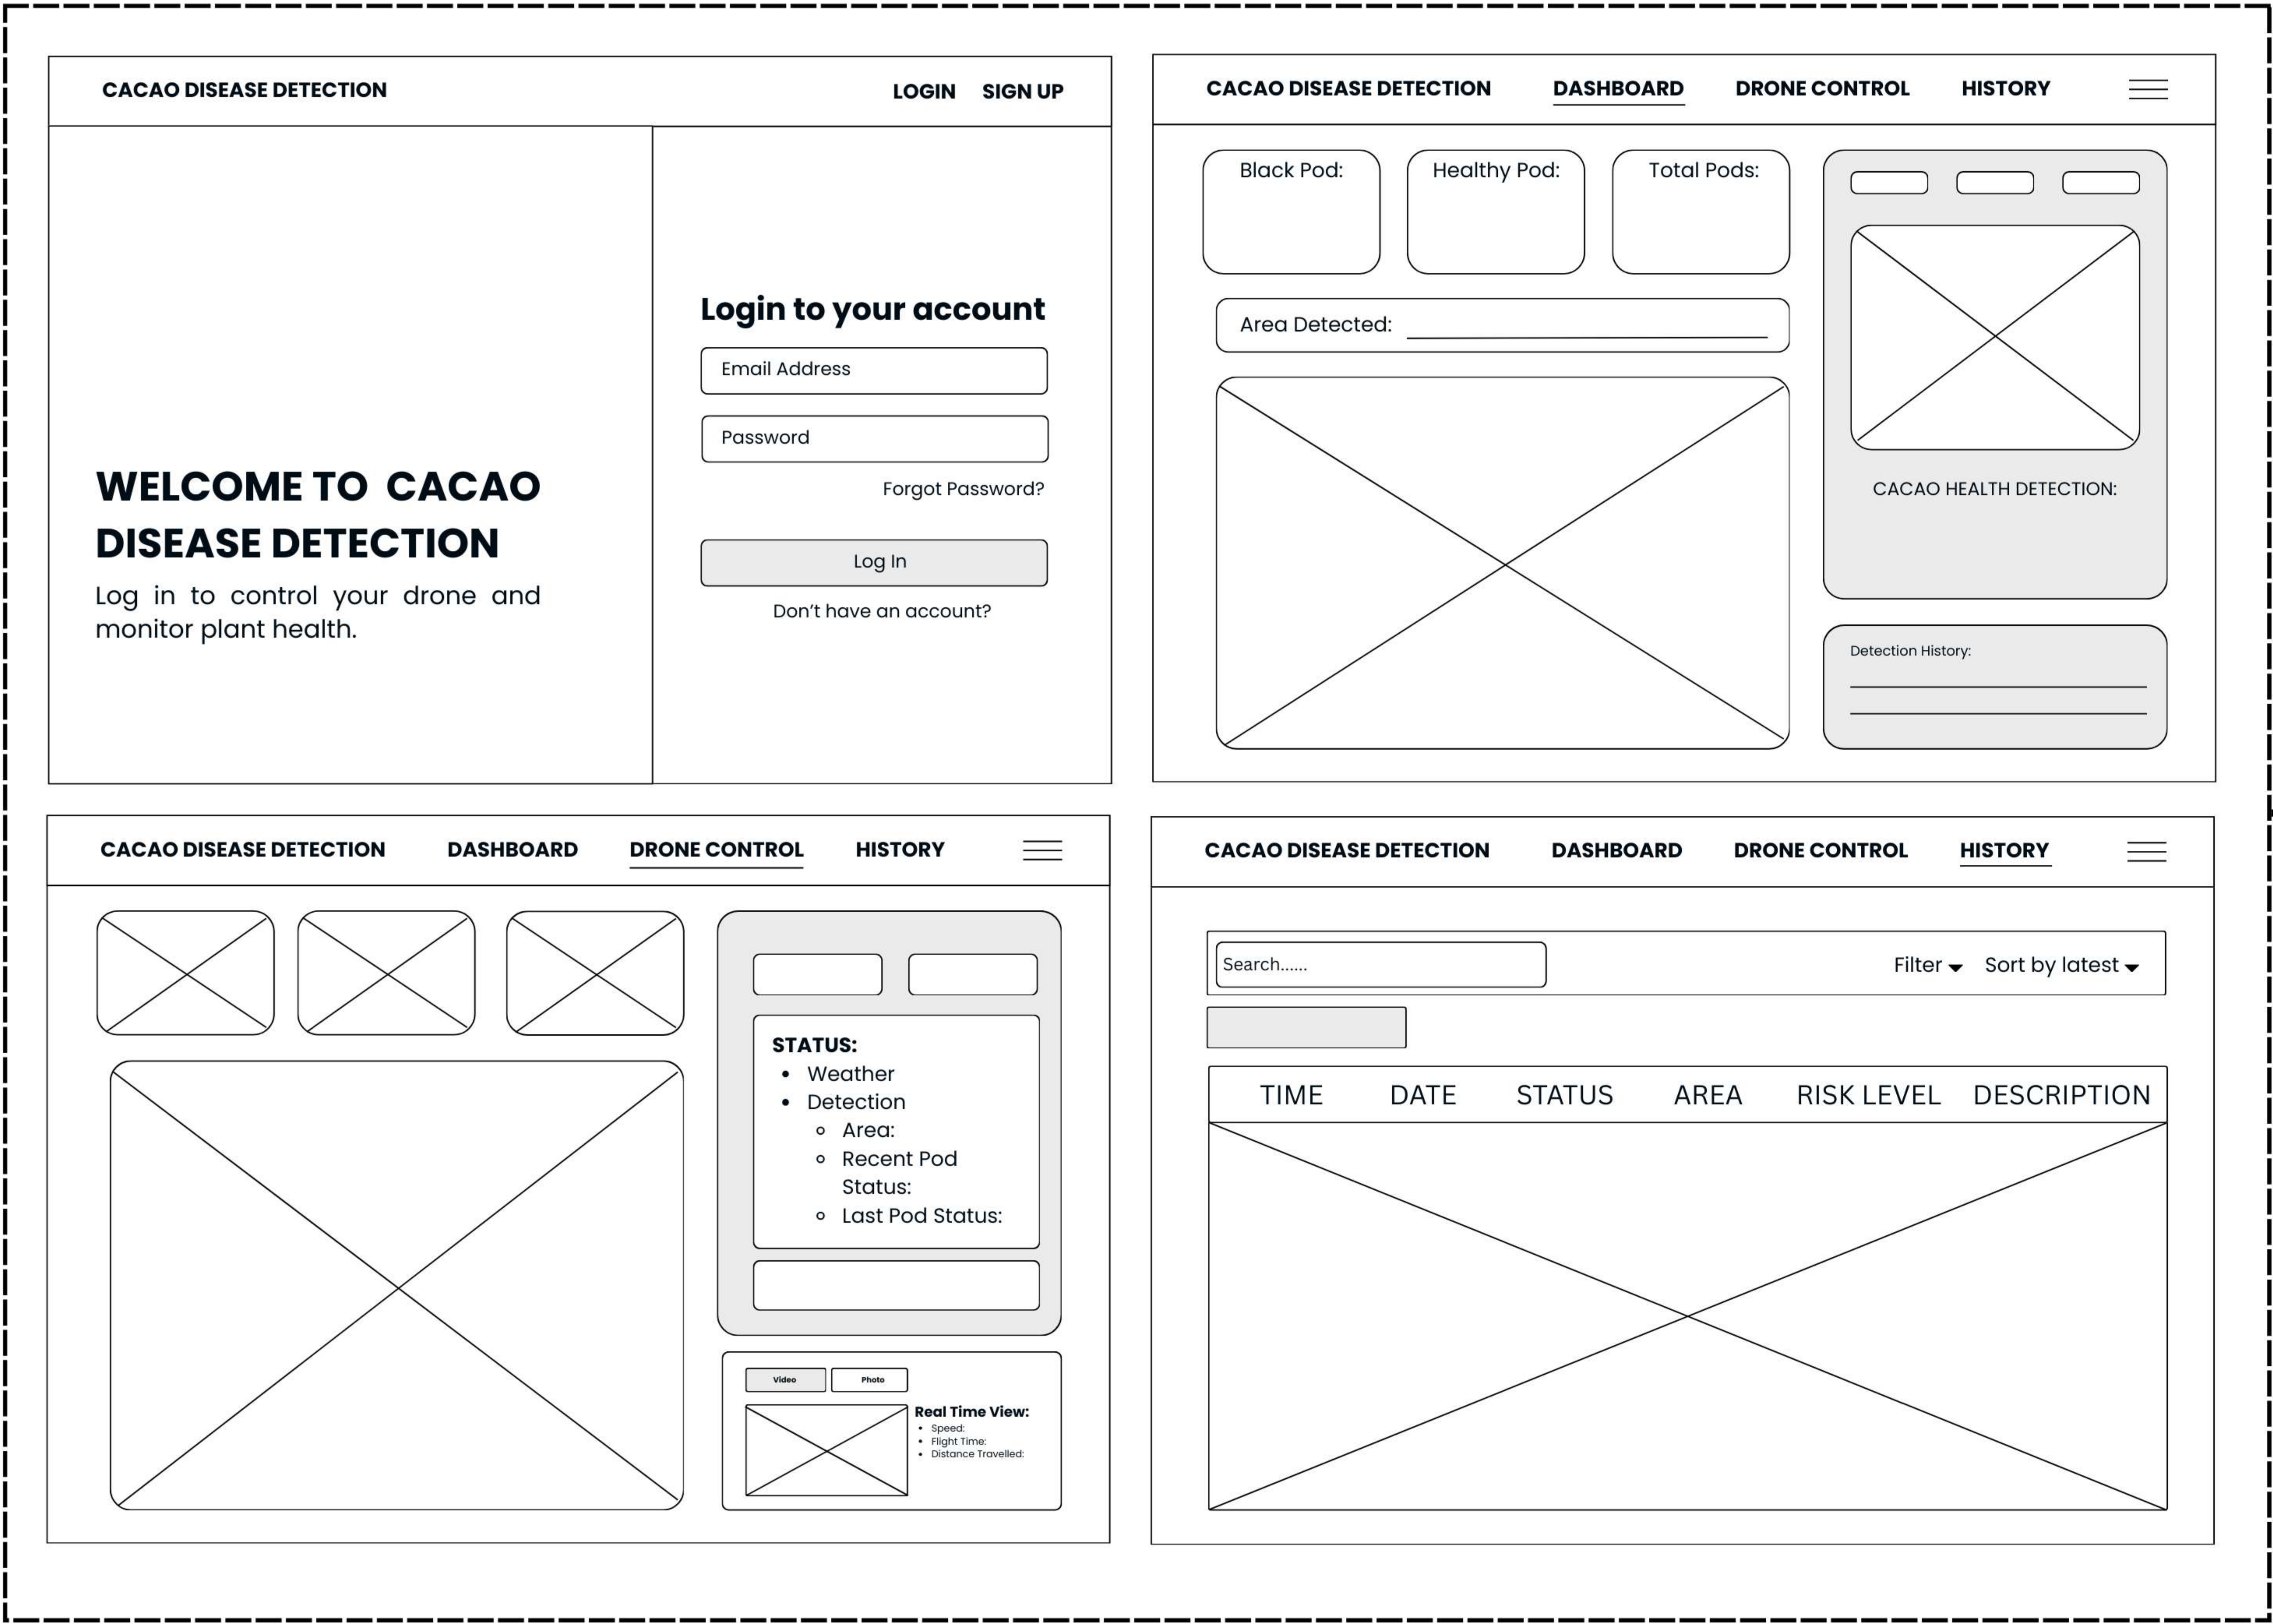 CACAO DISEASE DETECTION
LOGIN
SIGN UP
WELCOME TO CACAO
DISEASE DETECTION
Log in to control your drone and
monitor plant health.
Login to your account
Email Address
Password
Forgot Password?
Log In
Don't have an account?
CACAO DISEASE DETECTION
DASHBOARD
DRONE CONTROL
HISTORY
Black Pod:
Healthy Pod:
Total Pods:
Area Detected:
CACAO HEALTH DETECTION:
Detection History:
CACAO DISEASE DETECTION
DASHBOARD
DRONE CONTROL
HISTORY
STATUS:
• Weather
• Detection
○ Area:
○ Recent Pod
Status:
○ Last Pod Status:
Video
Photo
Real Time View:
• Speed:
• Flight Time:
• Distance Travelled:
CACAO DISEASE DETECTION
DASHBOARD
DRONE CONTROL
HISTORY
Search......
Filter
Sort by latest
TIME
DATE
STATUS
AREA
RISK LEVEL
DESCRIPTION